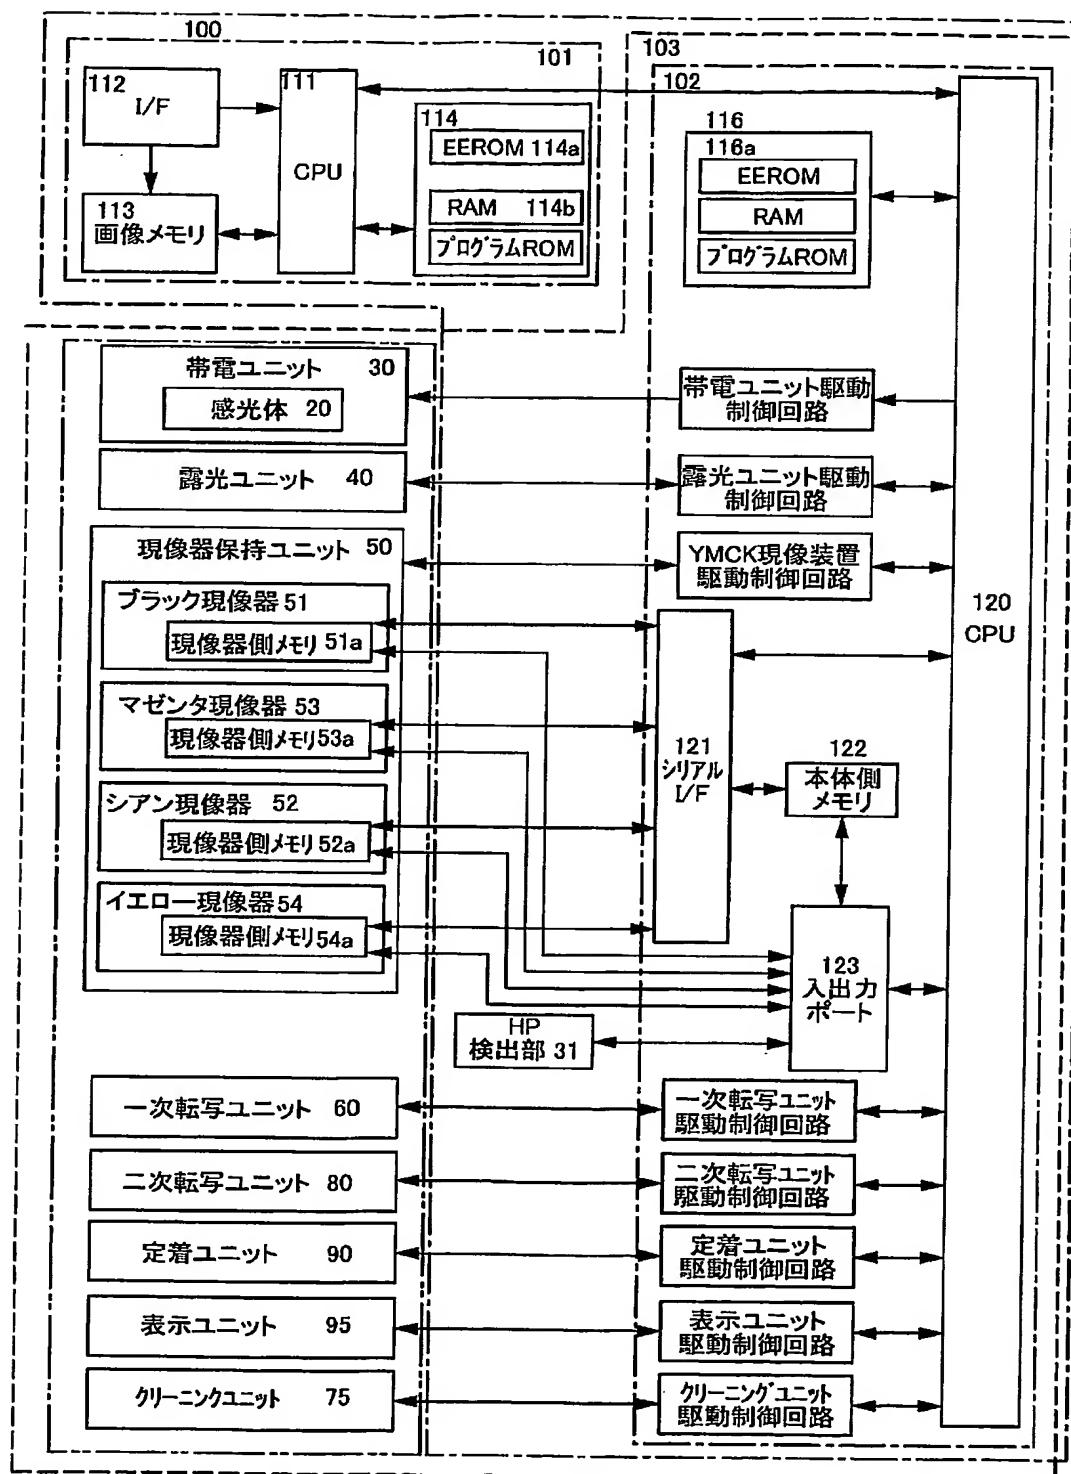 100
101
103
112
I/F
111
CPU
102
114
EEROM 114a
RAM 114b
プログラムROM
113
画像メモリ
116
116a
EEROM
RAM
プログラムROM
帯電ユニット 30
感光体 20
帯電ユニット駆動
制御回路
露光ユニット 40
露光ユニット駆動
制御回路
現像器保持ユニット 50
YMCK現像装置
駆動制御回路
ブラック現像器 51
現像器側メモリ 51a
120
CPU
マゼンタ現像器 53
現像器側メモリ 53a
121
シリアル
I/F
122
本体側
メモリ
シアン現像器 52
現像器側メモリ 52a
イエロー現像器 54
現像器側メモリ 54a
123
入出力
ポート
HP
検出部 31
一次転写ユニット 60
一次転写ユニット
駆動制御回路
二次転写ユニット 80
二次転写ユニット
駆動制御回路
定着ユニット 90
定着ユニット
駆動制御回路
表示ユニット 95
表示ユニット
駆動制御回路
クリーニングユニット 75
クリーニングユニット
駆動制御回路